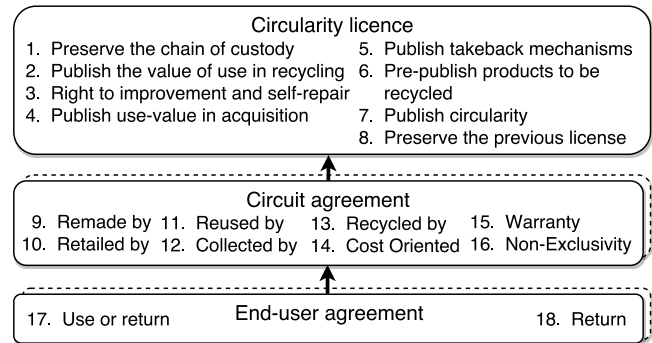 Circularity licence
1. Preserve the chain of custody
2. Publish the value of use in recycling
3. Right to improvement and self-repair
4. Publish use-value in acquisition
5. Publish takeback mechanisms
6. Pre-publish products to be
recycled
7. Publish circularity
8. Preserve the previous license
Circuit agreement
9. Remade by
10. Retailed by
11. Reused by
12. Collected by
13. Recycled by
14. Cost Oriented
15. Warranty
16. Non-Exclusivity
End-user agreement
17. Use or return
18. Return